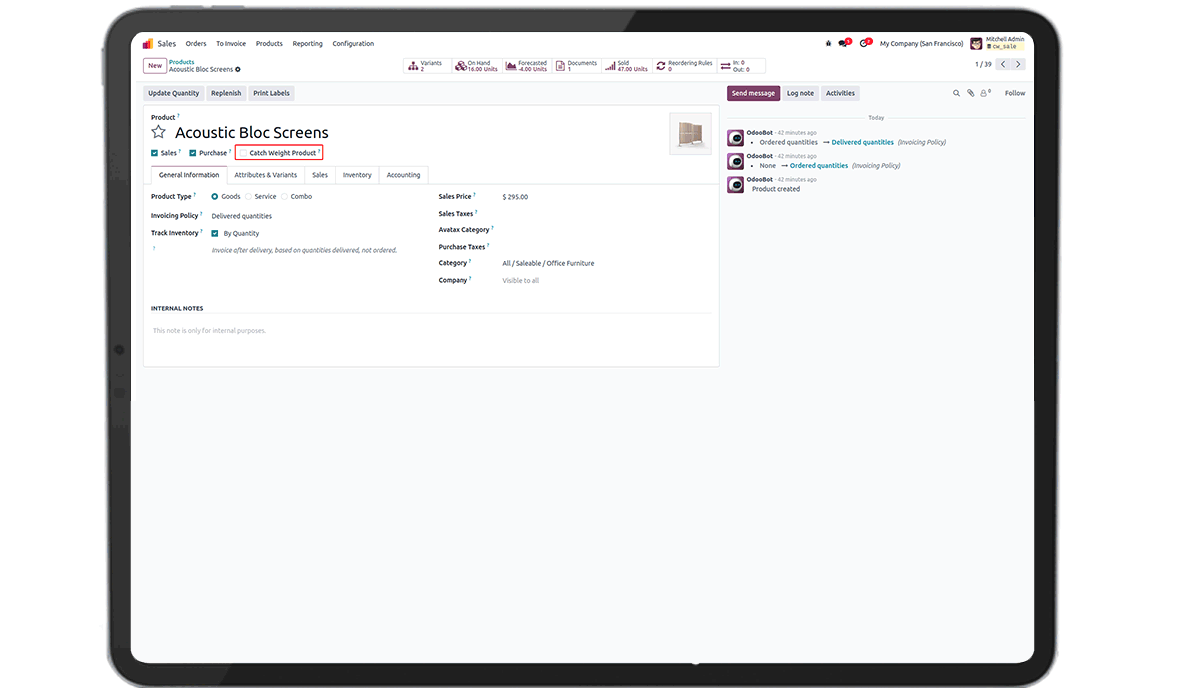 Sales Orders To Invoice Products Reporting Configuration
1 7 My Company (San Francisco) Mitchell Admin
cw_sale
New Products
Acoustic Bloc Screens
Variants 2
On Hand 16.00 Units
Forecasted -4.00 Units
Documents 1
Sold 47.00 Units
Reordering Rules 0
In: 0
Out: 0
1 / 39
Update Quantity Replenish Print Labels
Send message Log note Activities
0 Follow
Product ?
Acoustic Bloc Screens
Sales ? Purchase ? Catch Weight Product ?
General Information Attributes & Variants Sales Inventory Accounting
Product Type ? Goods Service Combo
Invoicing Policy ? Delivered quantities
Track Inventory ? By Quantity
? Invoice after delivery, based on quantities delivered, not ordered.
Sales Price ? $ 295.00
Sales Taxes ?
Avatax Category ?
Purchase Taxes ?
Category ? All / Saleable / Office Furniture
Company ? Visible to all
INTERNAL NOTES
This note is only for internal purposes.
Today
OdooBot - 42 minutes ago
• Ordered quantities → Delivered quantities (Invoicing Policy)
OdooBot - 42 minutes ago
• None → Ordered quantities (Invoicing Policy)
OdooBot - 42 minutes ago
Product created